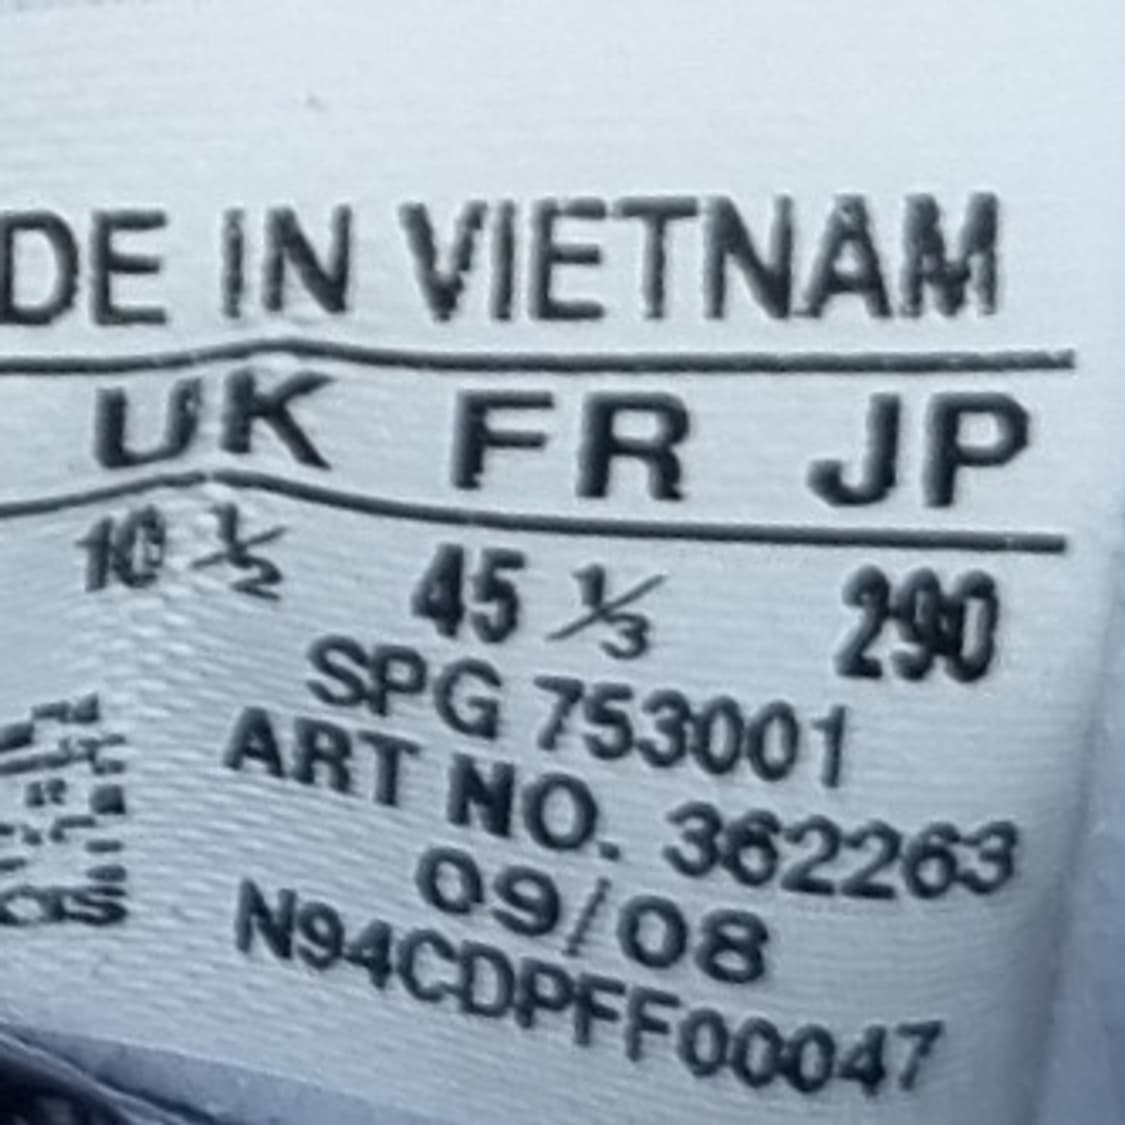 DE IN VIETNAM
UK FR JP
10 ½ 45 ⅓ 290
SPG 753001
ART NO. 362263
09/08
N94CDPFF00047